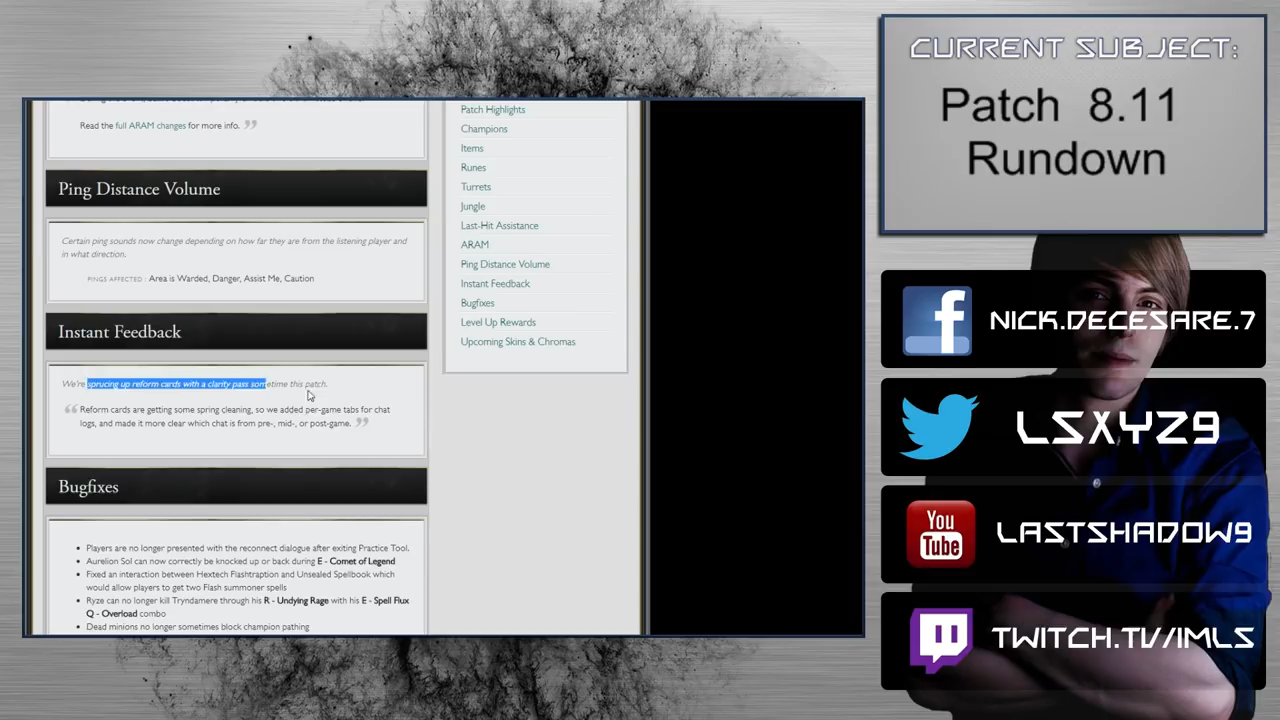 CURRENT SUBJECT:
Patch 8.11
Rundown
Read the full ARAM changes for more info.
Ping Distance Volume
Certain ping sounds now change depending on how far they are from the listening player and
in what direction.
PINGS AFFECTED : Area is Warded, Danger, Assist Me, Caution
Instant Feedback
We're sprucing up reform cards with a clarity pass sometime this patch.
Reform cards are getting some spring cleaning, so we added per-game tabs for chat
logs, and made it more clear which chat is from pre-, mid-, or post-game.
Bugfixes
Players are no longer presented with the reconnect dialogue after exiting Practice Tool.
Aurelion Sol can now correctly be knocked up or back during E - Comet of Legend
Fixed an interaction between Hextech Flashtraption and Unsealed Spellbook which
would allow players to get two Flash summoner spells
Ryze can no longer kill Tryndamere through his R - Undying Rage with his E - Spell Flux
Q - Overload combo
Dead minions no longer sometimes block champion pathing
Patch Highlights
Champions
Items
Runes
Turrets
Jungle
Last-Hit Assistance
ARAM
Ping Distance Volume
Instant Feedback
Bugfixes
Level Up Rewards
Upcoming Skins & Chromas
f
NICK.DECESARE.7
LSXYZ9
You
Tube
LASTSHADOW9
TWITCH.TV/IMLS